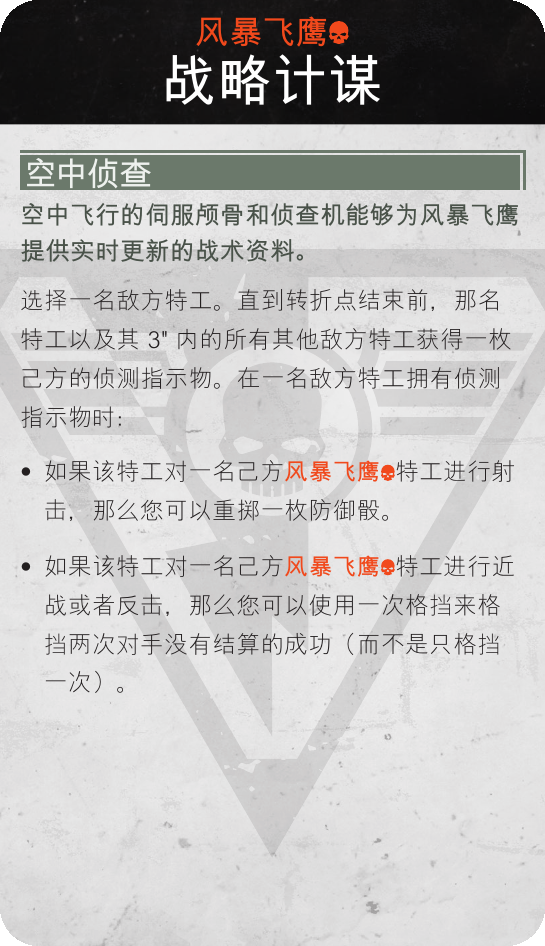 风暴飞鹰
战略计谋
空中侦查
空中飞行的伺服颅骨和侦查机能够为风暴飞鹰
提供实时更新的战术资料。
选择一名敌方特工。直到转折点结束前，那名
特工以及其 3" 内的所有其他敌方特工获得一枚
己方的侦测指示物。在一名敌方特工拥有侦测
指示物时：
• 如果该特工对一名己方风暴飞鹰特工进行射
击，那么您可以重掷一枚防御骰。
• 如果该特工对一名己方风暴飞鹰特工进行近
战或者反击，那么您可以使用一次格挡来格
挡两次对手没有结算的成功（而不是只格挡
一次）。